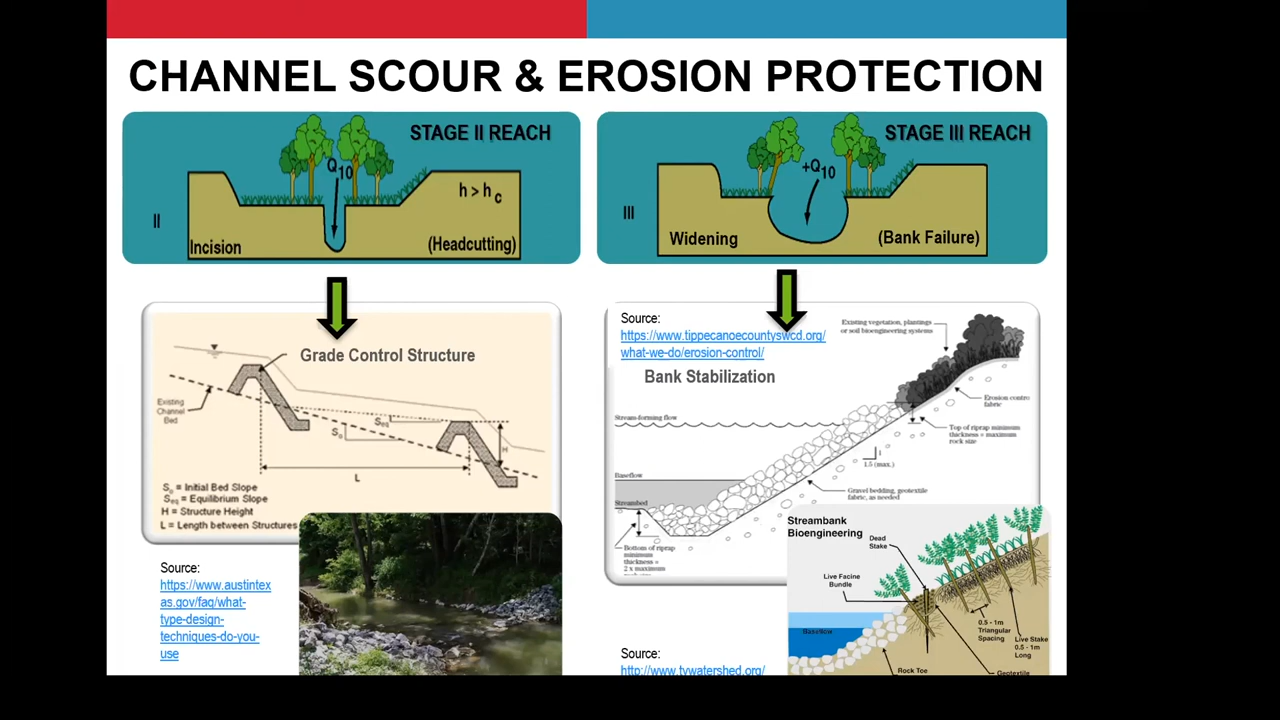 CHANNEL SCOUR & EROSION PROTECTION
STAGE II REACH
Q10
h > hc
II
Incision
(Headcutting)
STAGE III REACH
+Q10
III
Widening
(Bank Failure)
Grade Control Structure
Existing
Channel
Bed
So
Seq
H
L
So = Initial Bed Slope
Seq = Equilibrium Slope
H = Structure Height
L = Length between Structures
Source:
https://www.austintex
as.gov/faq/what-
type-design-
techniques-do-you-
use
Source:
https://www.tippecanoecountyswcd.org/
what-we-do/erosion-control/
Bank Stabilization
Existing vegetation, plantings
or soil bioengineering systems
Erosion contro
fabric
Stream-forming flow
Top of riprap minimum
thickness = maximum
rock size
1
1.5 (max.)
Baseflow
Gravel bedding, geotextile
fabric, as needed
Streambed
Bottom of riprap
minimum
thickness =
2 x maximum
Streambank
Bioengineering
Dead
Stake
Live Facine
Bundle
Baseflow
0.5 - 1m
Triangular
Spacing
Live Stake
0.5 - 1m
Long
Rock Toe
Geotextile
Source:
http://www.tvwatershed.org/